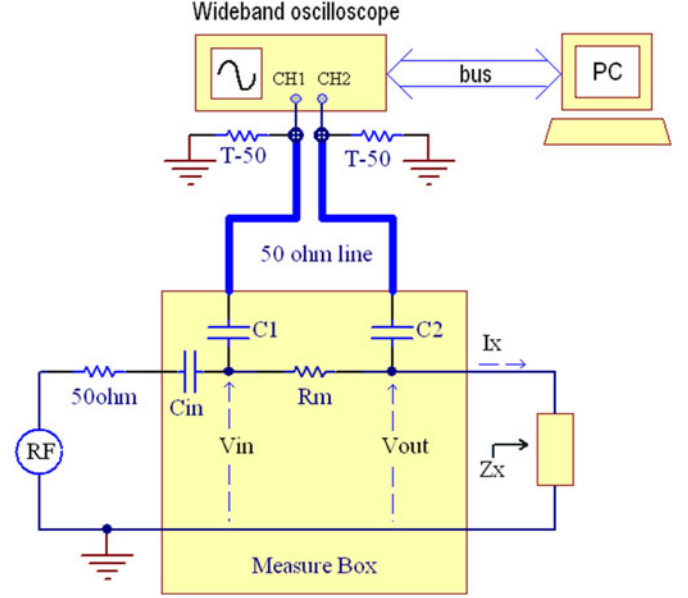 Wideband oscilloscope
CH1 CH2
bus
PC
T-50
T-50
50 ohm line
C1
C2
Ix
50ohm
Cin
Rm
RF
Vin
Vout
Zx
Measure Box